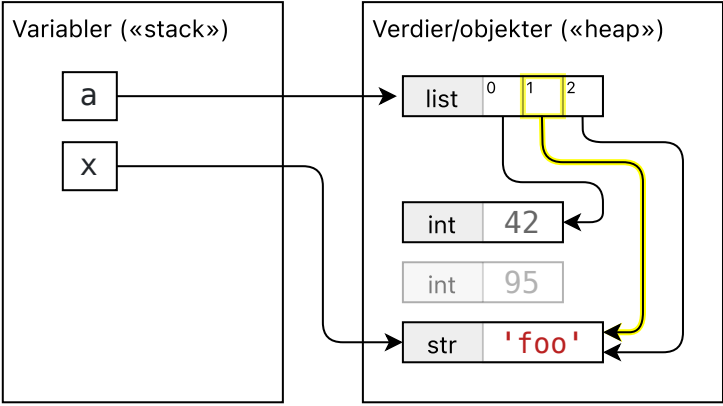 Variabler («stack»)
Verdier/objekter («heap»)
a
list 0 1 2
x
int 42
int 95
str 'foo'